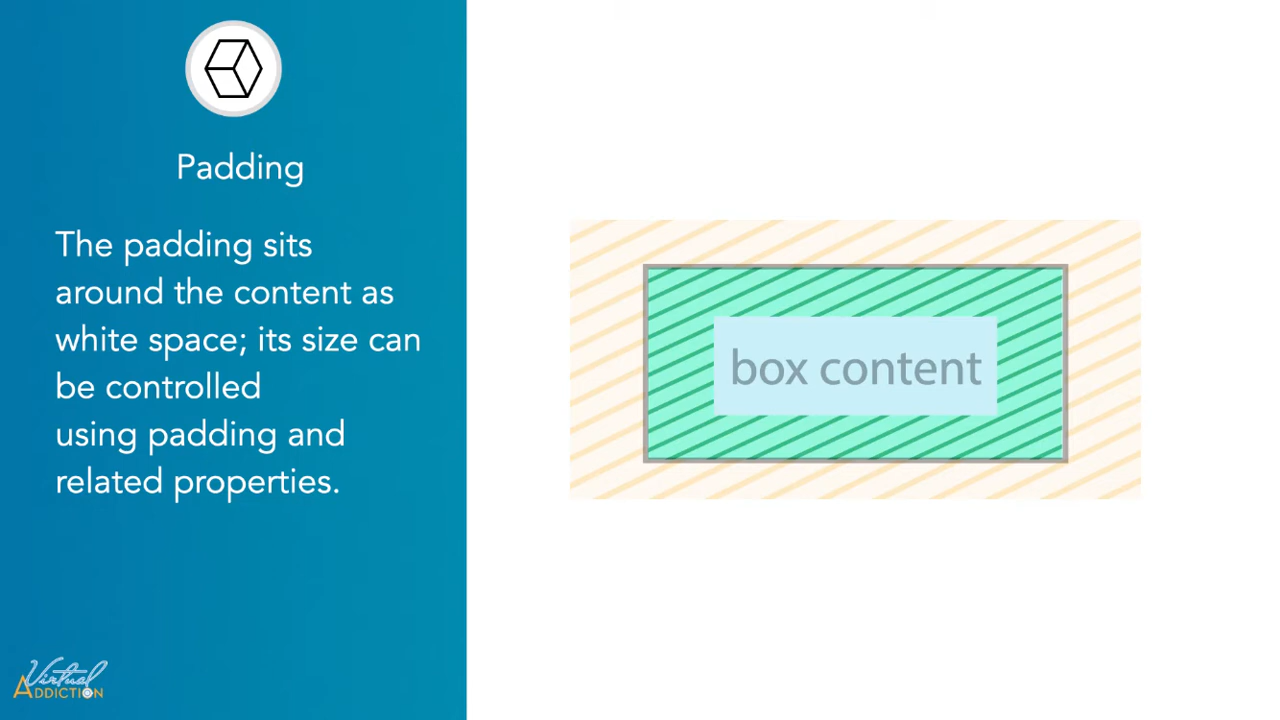 Padding
The padding sits
around the content as
white space; its size can
be controlled
using padding and
related properties.
box content
Virtual
ADDICTION